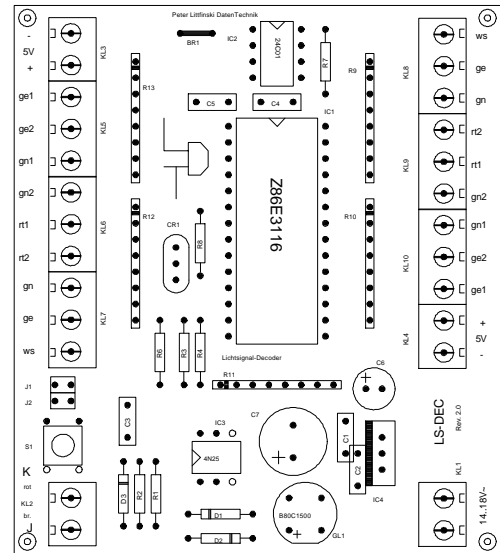 Peter Littfinski DatenTechnik
-
5V
+
KL3
BR1
IC2
24C01
R7
R9
KL8
ws
ge
gn
ge1
ge2
gn1
KL5
R13
C5
C4
IC1
Z86E3116
KL9
rt2
rt1
gn2
gn2
rt1
rt2
KL6
R12
CR1
R8
R10
KL10
gn1
ge2
ge1
gn
ge
ws
KL7
R6
R3
R4
KL4
+
5V
-
Lichtsignal-Decoder
R11
C6
J1
J2
S1
C3
IC3
4N25
C7
C1
C2
IC4
LS-DEC
Rev. 2.0
K
rot
KL2
br.
J
D3
R2
R1
D1
D2
B80C1500
GL1
KL1
14..18V~